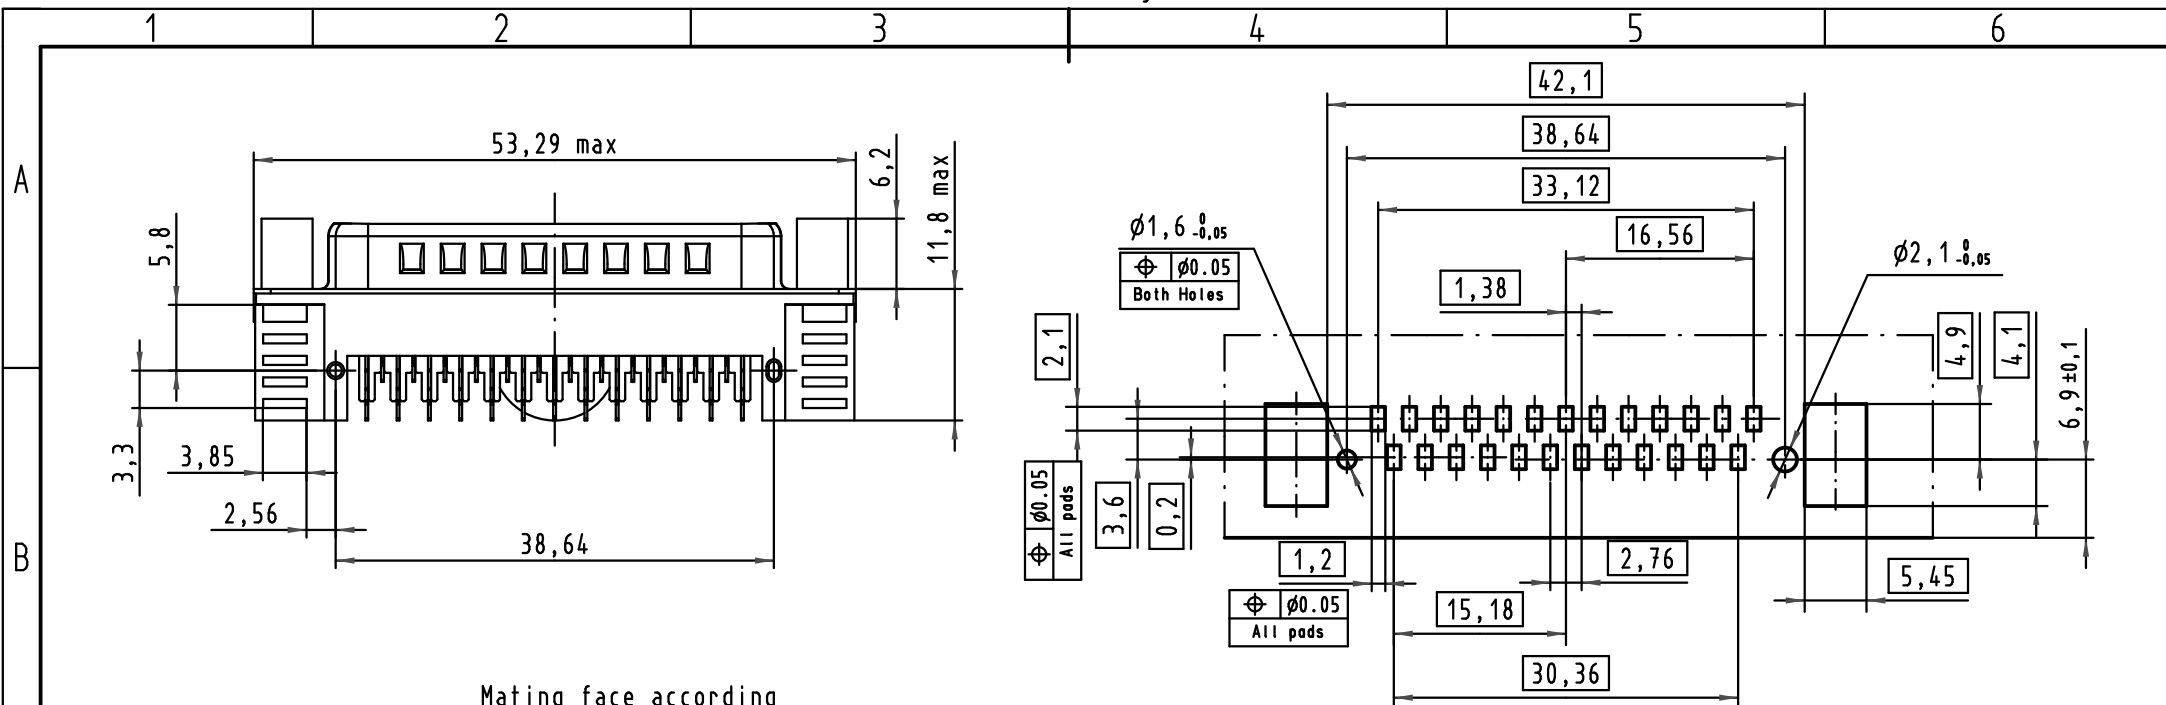 1 2 3 4 5 6
A
B
53,29 max
6,2
11,8 max
5,8
3,3
3,85
2,56
38,64
Mating face according
42,1
38,64
33,12
16,56
1,38
Ø1,6 0 -0,05
⌖ Ø0.05
Both Holes
Ø2,1 0 -0,05
2,1
4,9
4,1
6,9 ±0,1
⌖ Ø0.05
All pads
3,6
0,2
1,2
⌖ Ø0.05
All pads
2,76
5,45
15,18
30,36